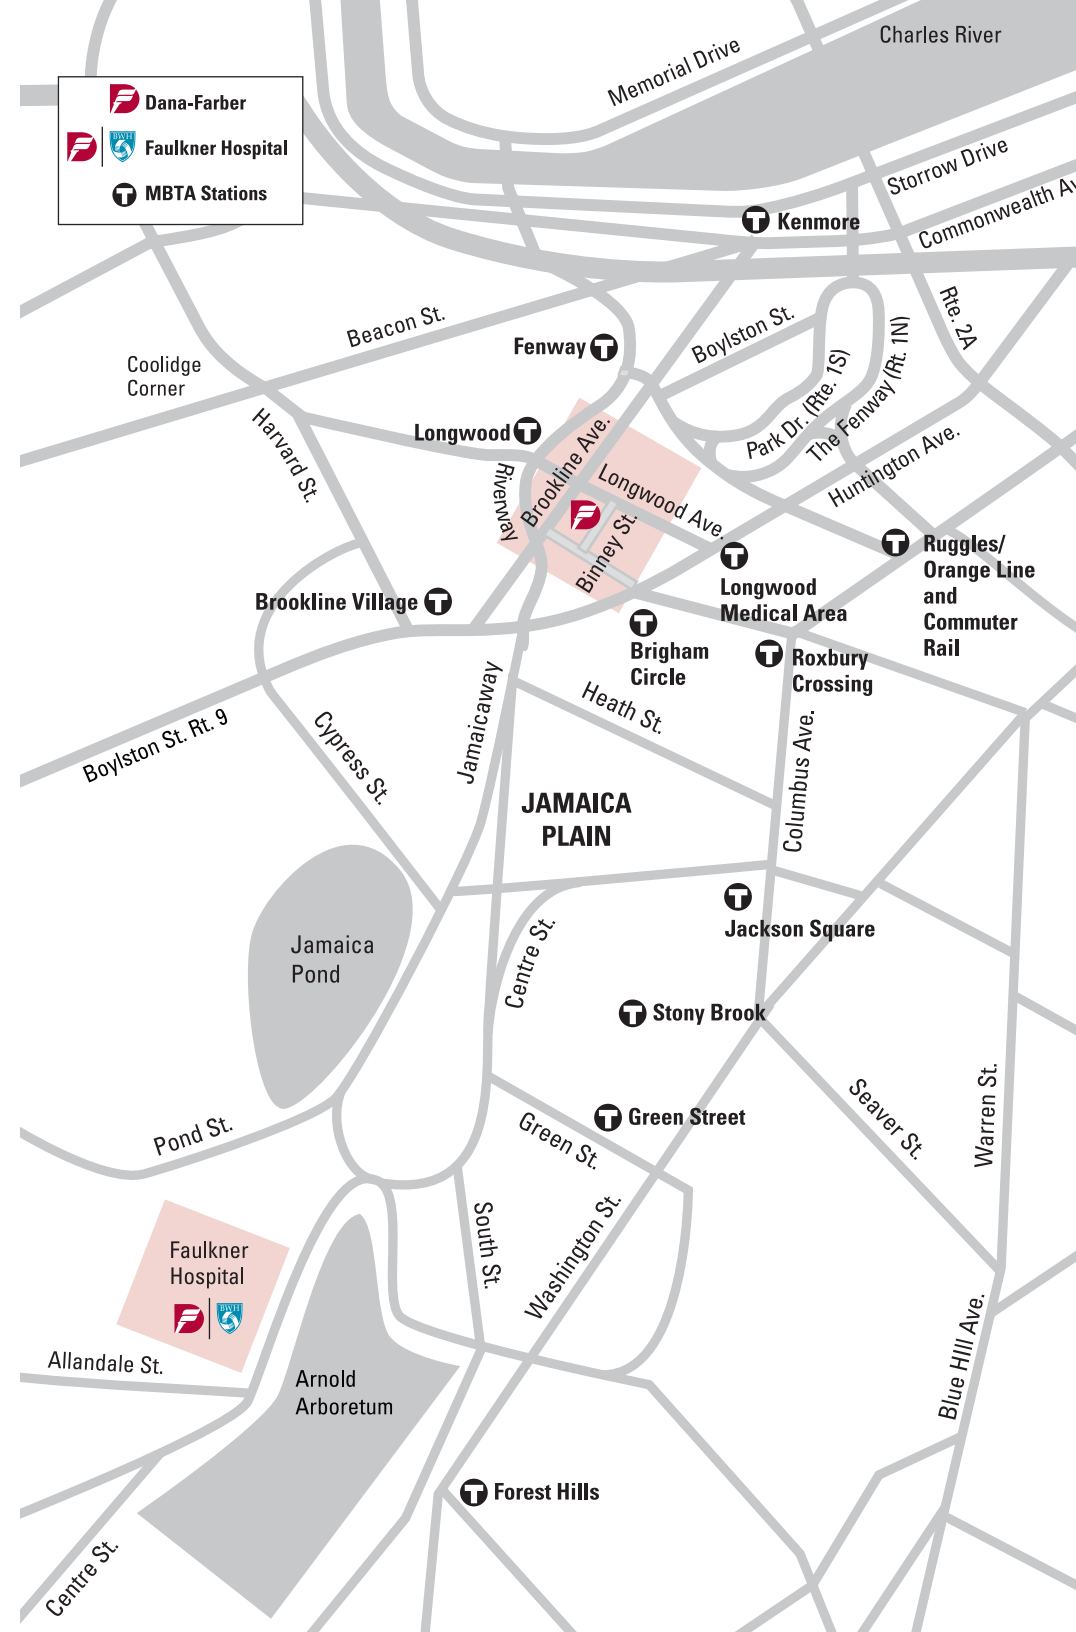 Charles River
Memorial Drive
Dana-Farber
BWH
Faulkner Hospital
MBTA Stations
Storrow Drive
Commonwealth Av
Kenmore
Rte. 2A
Beacon St.
Boylston St.
Fenway
Coolidge
Corner
Park Dr. (Rte. 1S)
The Fenway (Rt. 1N)
Harvard St.
Longwood
Brookline Ave.
Huntington Ave.
Riverway
Longwood Ave.
Binney St.
Ruggles/
Orange Line
and
Commuter
Rail
Longwood
Medical Area
Brookline Village
Brigham
Circle
Roxbury
Crossing
Heath St.
Jamaicaway
Boylston St. Rt. 9
Cypress St.
Columbus Ave.
JAMAICA
PLAIN
Jackson Square
Jamaica
Pond
Centre St.
Stony Brook
Green Street
Green St.
Pond St.
Seaver St.
Warren St.
South St.
Washington St.
Faulkner
Hospital
BWH
Allandale St.
Arnold
Arboretum
Blue HIll Ave.
Forest Hills
Centre St.